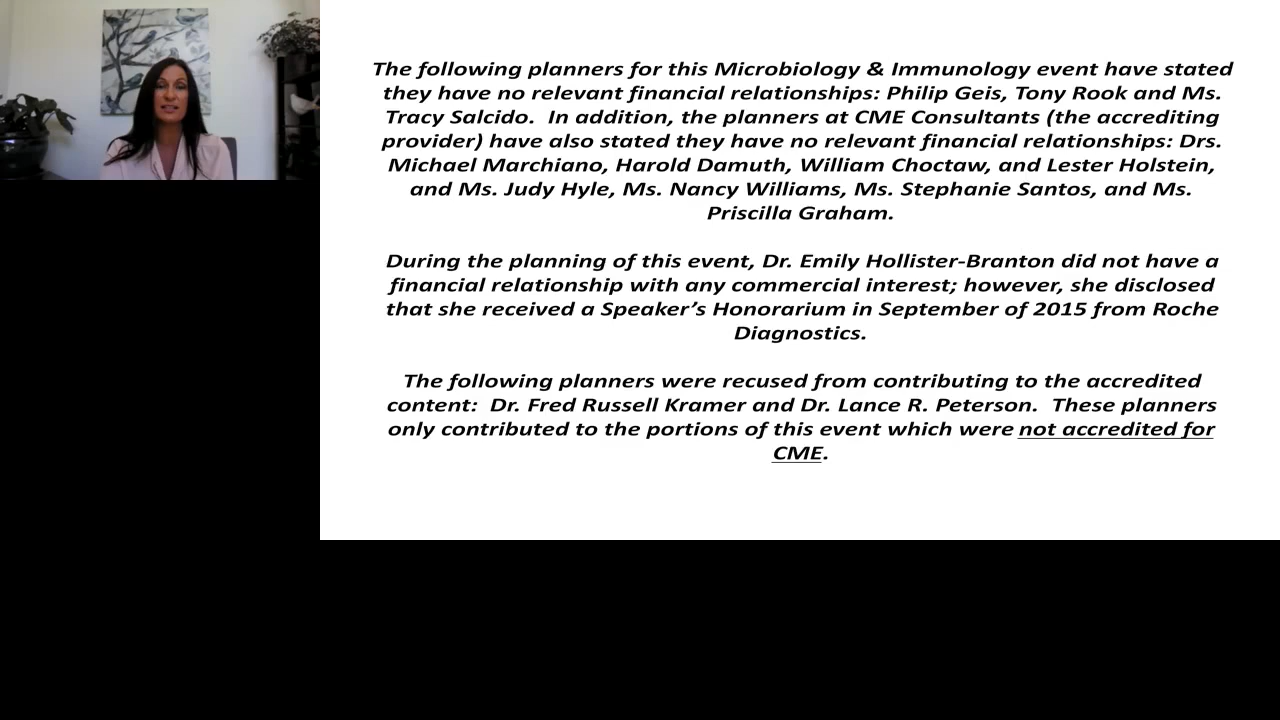 The following planners for this Microbiology & Immunology event have stated
they have no relevant financial relationships: Philip Geis, Tony Rook and Ms.
Tracy Salcido.  In addition, the planners at CME Consultants (the accrediting
provider) have also stated they have no relevant financial relationships: Drs.
Michael Marchiano, Harold Damuth, William Choctaw, and Lester Holstein,
and Ms. Judy Hyle, Ms. Nancy Williams, Ms. Stephanie Santos, and Ms.
Priscilla Graham.
During the planning of this event, Dr. Emily Hollister-Branton did not have a
financial relationship with any commercial interest; however, she disclosed
that she received a Speaker’s Honorarium in September of 2015 from Roche
Diagnostics.
The following planners were recused from contributing to the accredited
content:  Dr. Fred Russell Kramer and Dr. Lance R. Peterson.  These planners
only contributed to the portions of this event which were not accredited for
CME.